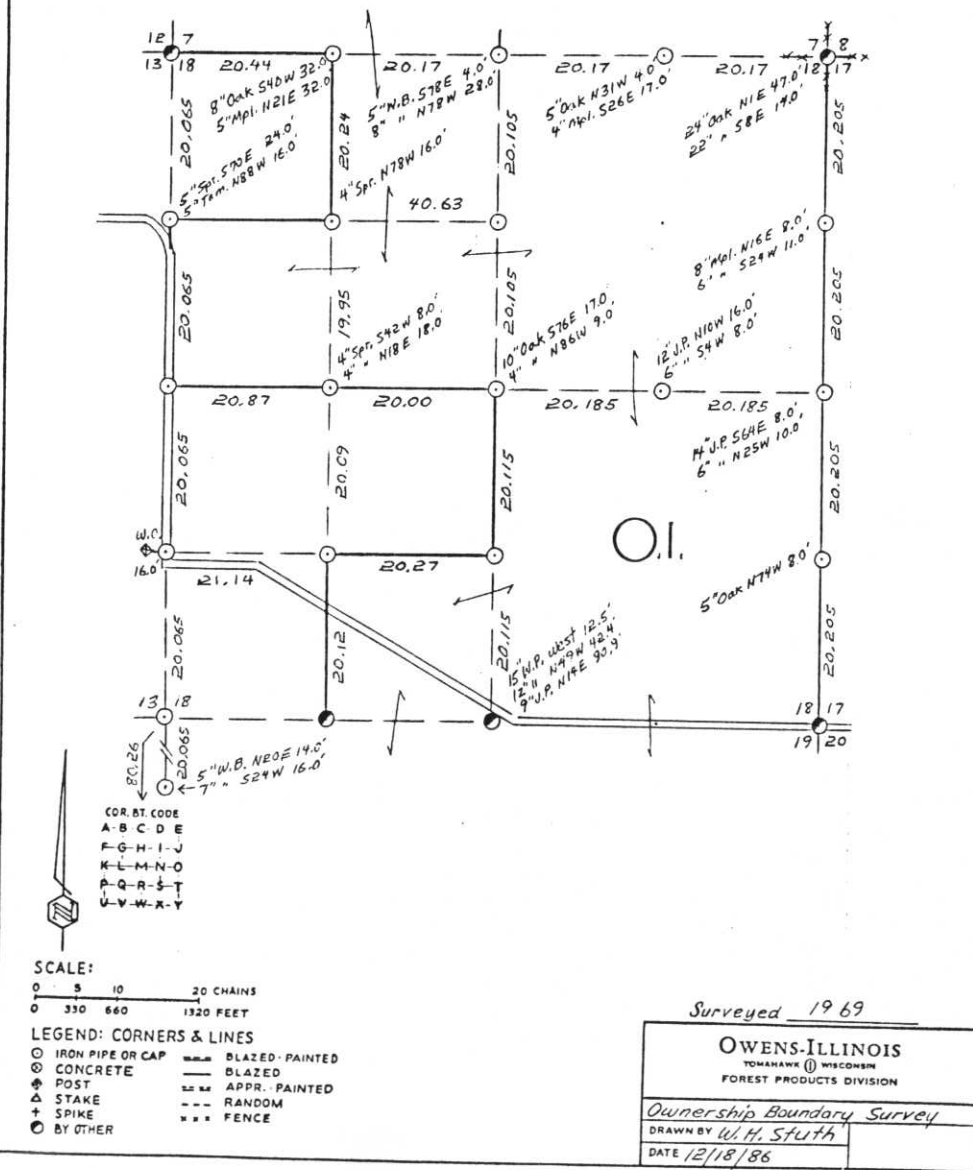 12 7
13 18
7 8
18 17
20.44
20.17
20.17
20.17
8" Oak S40W 32.0'
5" Mpl. N21E 32.0'
5" W.B. S78E 4.0'
8" " N78W 28.0'
5" Oak N31W 4.0'
4" Mpl. S26E 17.0'
24" Oak N1E 47.0'
22" " S8E 14.0'
20.065
20.24
20.105
20.205
5" Spr. S70E 24.0'
5" Tam. N88W 16.0'
4" Spr. N78W 16.0'
40.63
8" Mpl. N16E 8.0'
6" " S24W 11.0'
20.065
19.95
20.105
20.205
4" Spr. S42W 8.0'
4" " N18E 18.0'
10" Oak S76E 17.0'
4" " N86W 9.0'
12" J.P. N10W 16.0'
6" " S4W 8.0'
20.87
20.00
20.185
20.185
14" J.P. S64E 8.0'
6" " N25W 10.0'
20.065
20.09
20.115
20.205
O.I.
W.C.
16.0'
21.14
20.27
5" Oak N74W 8.0'
20.065
20.12
20.115
20.205
15" W.P. West 12.5'
12" " N49W 42.4'
9" J.P. N14E 90.9'
13 18
18 17
19 20
80.26
20.065
5" W.B. N20E 14.0'
7" " S24W 16.0'
COR. BT. CODE
A-B-C-D E
F-G-H-I-J
K-L-M-N-O
P-Q-R-S-T
U-V-W-X-Y
SCALE:
0 5 10 20 CHAINS
0 330 660 1320 FEET
LEGEND: CORNERS & LINES
IRON PIPE OR CAP BLAZED-PAINTED
CONCRETE BLAZED
POST APPR.-PAINTED
STAKE RANDOM
SPIKE FENCE
BY OTHER
Surveyed 1969
OWENS-ILLINOIS
TOMAHAWK WISCONSIN
FOREST PRODUCTS DIVISION
Ownership Boundary Survey
DRAWN BY W.H. Stuth
DATE 12/18/86